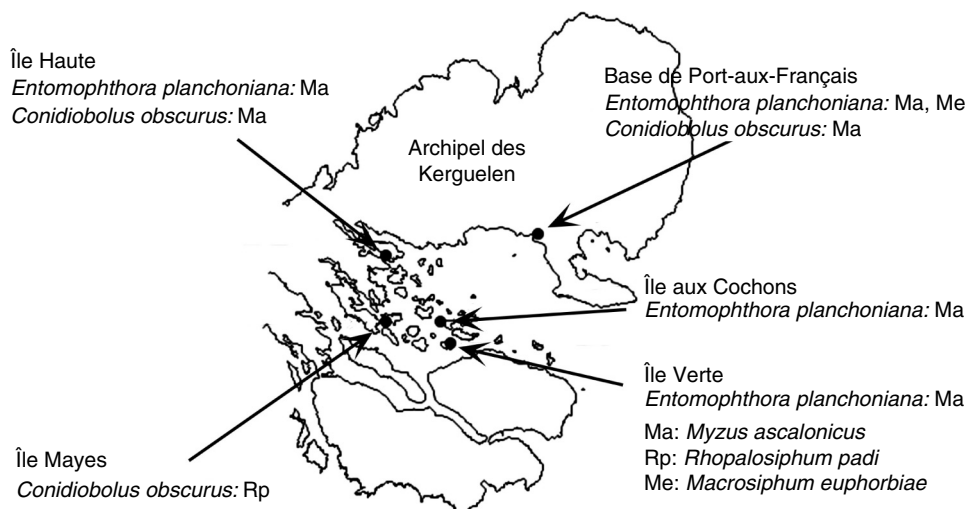 Île Haute
Entomophthora planchoniana: Ma
Conidiobolus obscurus: Ma
Base de Port-aux-Français
Entomophthora planchoniana: Ma, Me
Conidiobolus obscurus: Ma
Archipel des
Kerguelen
Île aux Cochons
Entomophthora planchoniana: Ma
Île Verte
Entomophthora planchoniana: Ma
Ma: Myzus ascalonicus
Rp: Rhopalosiphum padi
Me: Macrosiphum euphorbiae
Île Mayes
Conidiobolus obscurus: Rp